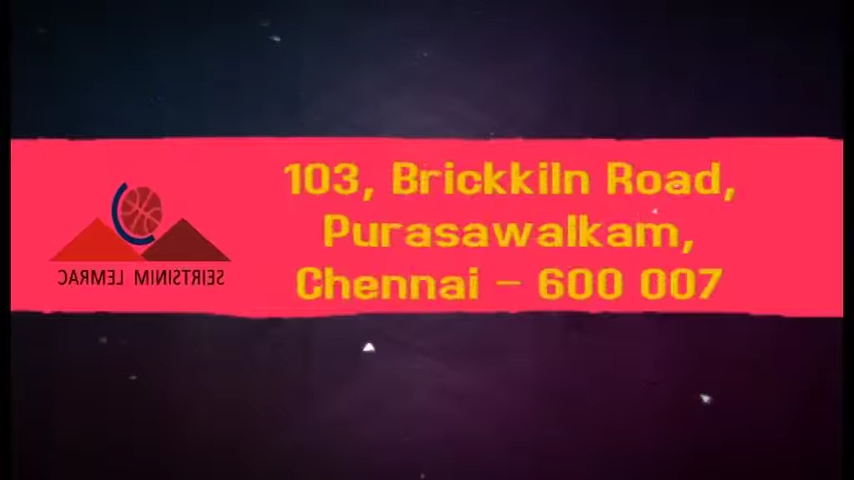 103, Brickkiln Road,
Purasawalkam,
Chennai - 600 007
CARMEL MINISTRIES